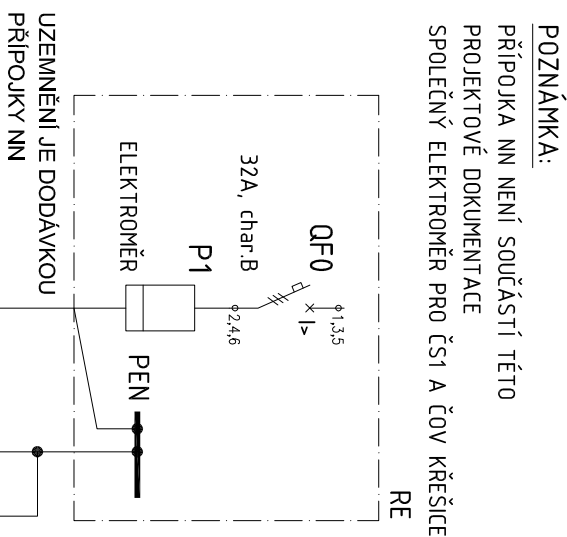 POZNÁMKA:
PŘÍPOJKA NN NENÍ SOUČÁSTÍ TÉTO
PROJEKTOVÉ DOKUMENTACE
SPOLEČNÝ ELEKTROMĚR PRO ČS1 A ČOV KŘEŠICE
RE
1,3,5
I>
QF0
32A, char.B
2,4,6
P1
ELEKTROMĚR
PEN
UZEMNĚNÍ JE DODÁVKOU
PŘÍPOJKY NN